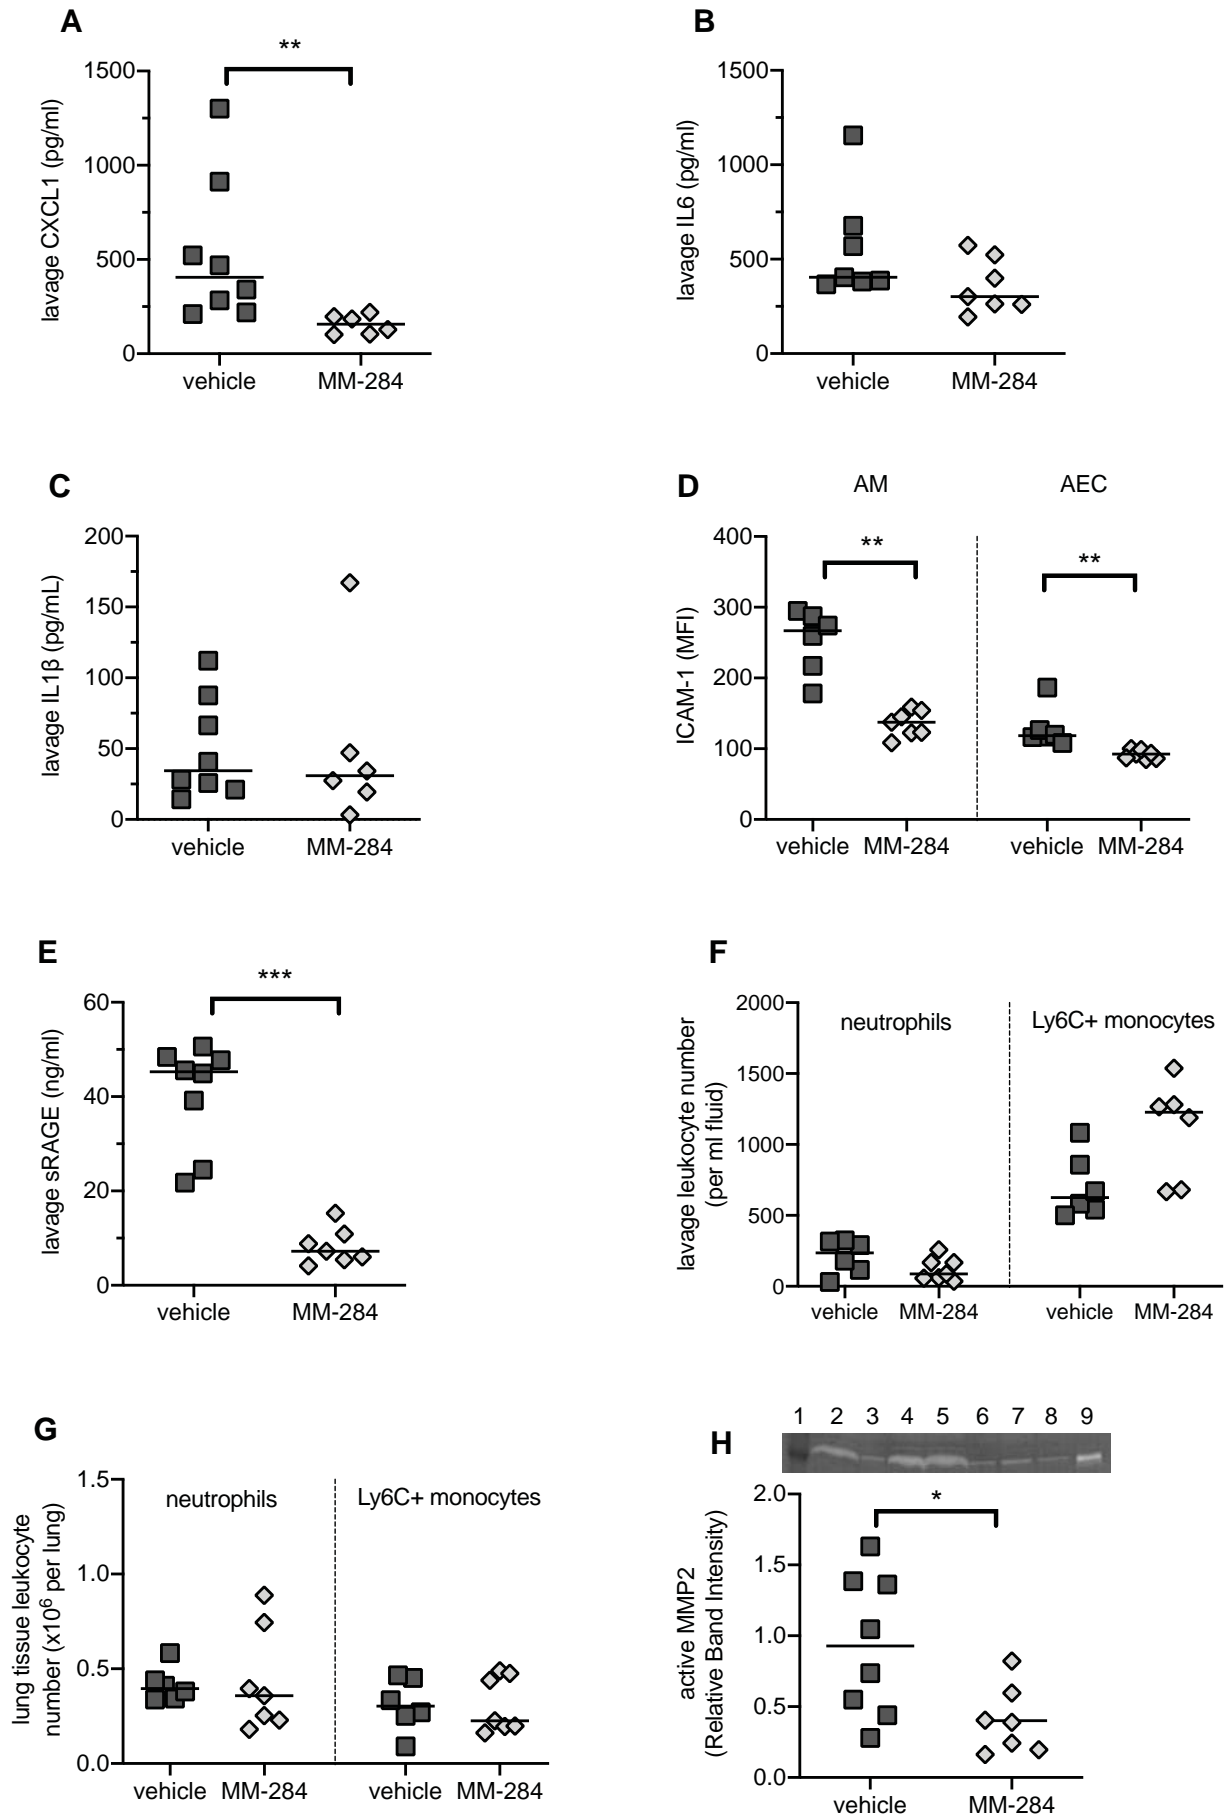 A
**
lavage CXCL1 (pg/ml)
1500
1000
500
0
vehicle MM-284
B
lavage IL6 (pg/ml)
1500
1000
500
0
vehicle MM-284
C
lavage IL1β (pg/mL)
200
150
100
50
0
vehicle MM-284
D
AM AEC
** **
ICAM-1 (MFI)
400
300
200
100
0
vehicle MM-284 vehicle MM-284
E
***
lavage sRAGE (ng/ml)
60
40
20
0
vehicle MM-284
F
neutrophils Ly6C+ monocytes
lavage leukocyte number
(per ml fluid)
2000
1500
1000
500
0
vehicle MM-284 vehicle MM-284
G
neutrophils Ly6C+ monocytes
lung tissue leukocyte
number (x10⁶ per lung)
1.5
1.0
0.5
0.0
vehicle MM-284 vehicle MM-284
H
1 2 3 4 5 6 7 8 9
*
active MMP2
(Relative Band Intensity)
2.0
1.5
1.0
0.5
0.0
vehicle MM-284